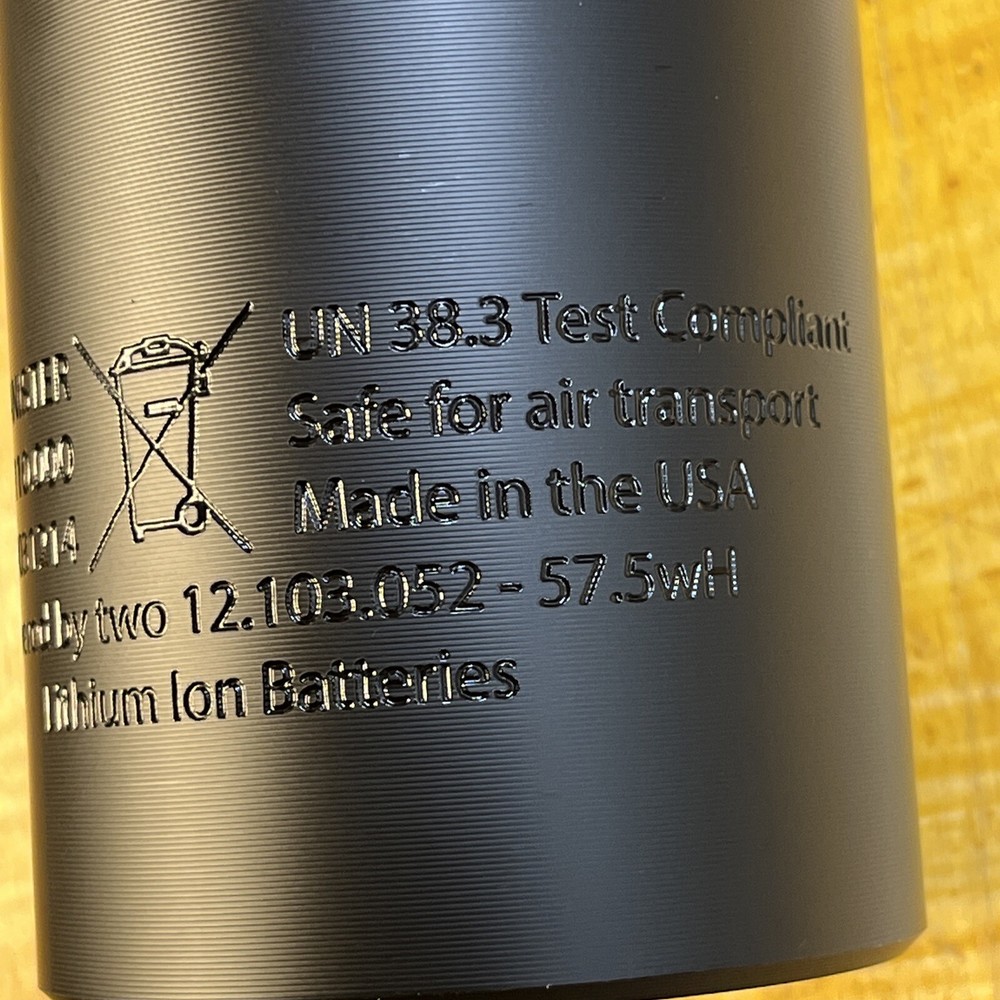 UN 38.3 Test Compliant
Safe for air transport
Made in the USA
by two 12.103.052 - 57.5wH
Lithium Ion Batteries